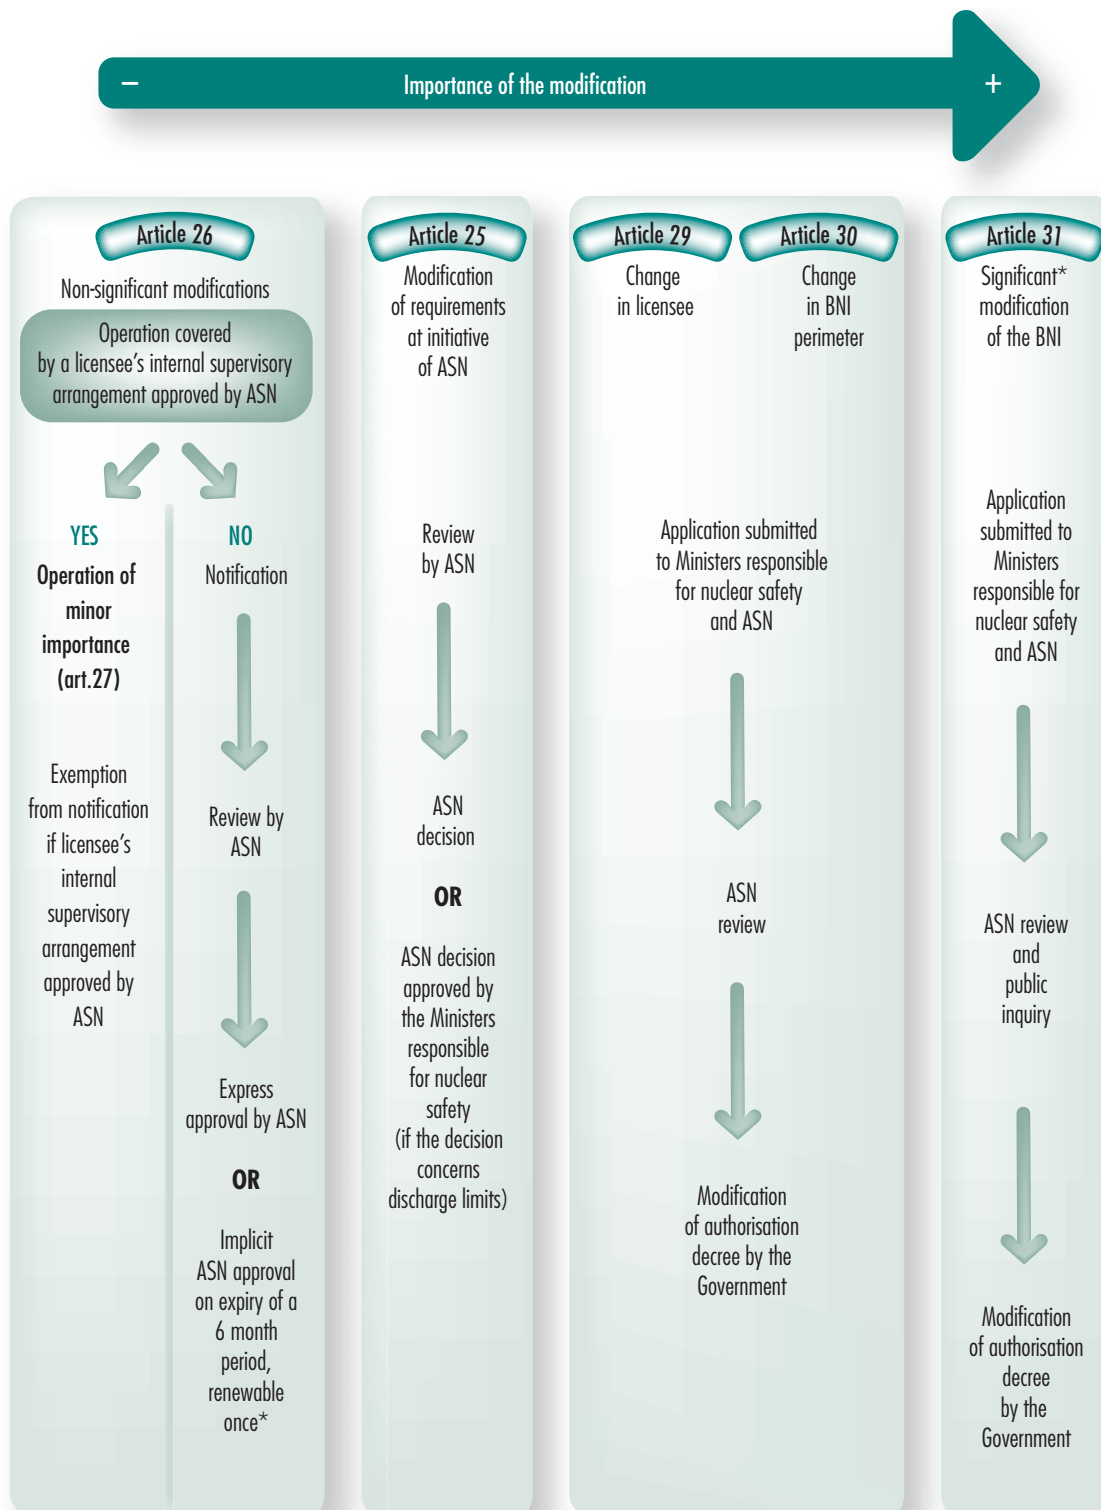 − Importance of the modification +
Article 26
Non-significant modifications
Operation covered
by a licensee's internal supervisory
arrangement approved by ASN
YES
Operation of
minor
importance
(art.27)
Exemption
from notification
if licensee's
internal
supervisory
arrangement
approved by
ASN
NO
Notification
Review by
ASN
Express
approval by ASN
OR
Implicit
ASN approval
on expiry of a
6 month
period,
renewable
once*
Article 25
Modification
of requirements
at initiative
of ASN
Review
by ASN
ASN
decision
OR
ASN decision
approved by
the Ministers
responsible
for nuclear
safety
(if the decision
concerns
discharge limits)
Article 29
Change
in licensee
Article 30
Change
in BNI
perimeter
Application submitted
to Ministers responsible
for nuclear safety
and ASN
ASN
review
Modification
of authorisation
decree by the
Government
Article 31
Significant*
modification
of the BNI
Application
submitted to
Ministers
responsible for
nuclear safety
and ASN
ASN review
and
public
inquiry
Modification
of authorisation
decree
by the
Government